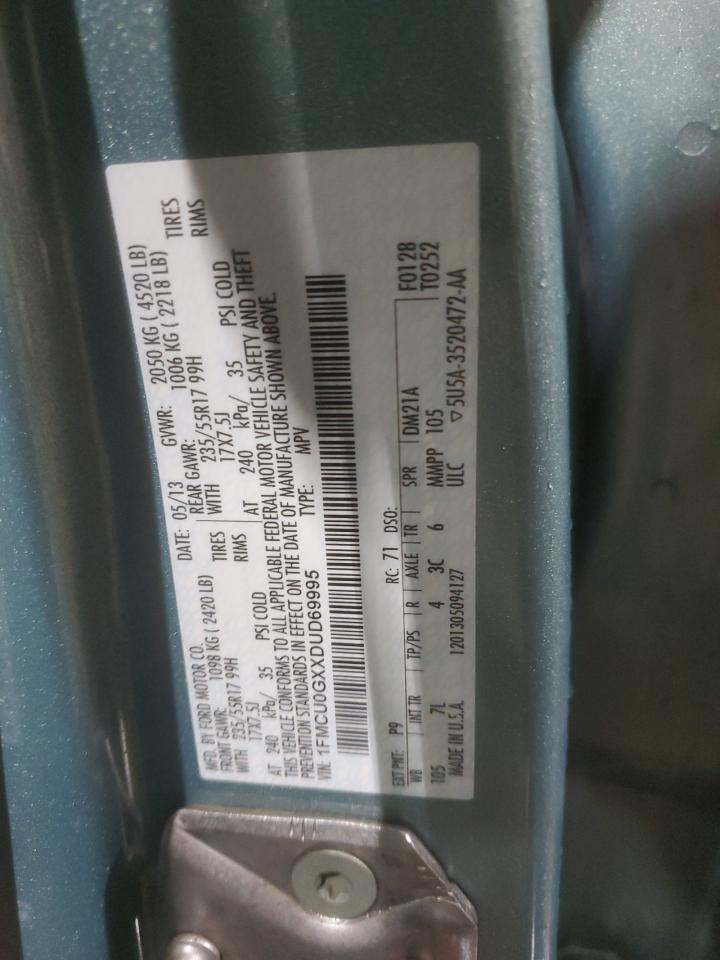 MFD. BY FORD MOTOR CO.
DATE: 05/13 GVWR: 2050 KG ( 4520 LB)
FRONT GAWR: 1098 KG ( 2420 LB) REAR GAWR: 1006 KG ( 2218 LB)
WITH 235/55R17 99H TIRES WITH 235/55R17 99H TIRES
17X7.5J RIMS 17X7.5J RIMS
AT 240 kPa/ 35 PSI COLD AT 240 kPa/ 35 PSI COLD
THIS VEHICLE CONFORMS TO ALL APPLICABLE FEDERAL MOTOR VEHICLE SAFETY AND THEFT
PREVENTION STANDARDS IN EFFECT ON THE DATE OF MANUFACTURE SHOWN ABOVE.
VIN: 1FMCU0GXXDUD69995 TYPE: MPV
EXT PNT: P9 RC: 71 DSO: F0128
WB INT TR TP/PS R AXLE TR SPR DM21A T0252
105 7L 4 3C 6 MMPP 105
MADE IN U.S.A. 1201305094127 ULC ▽5U5A-3520472-AA